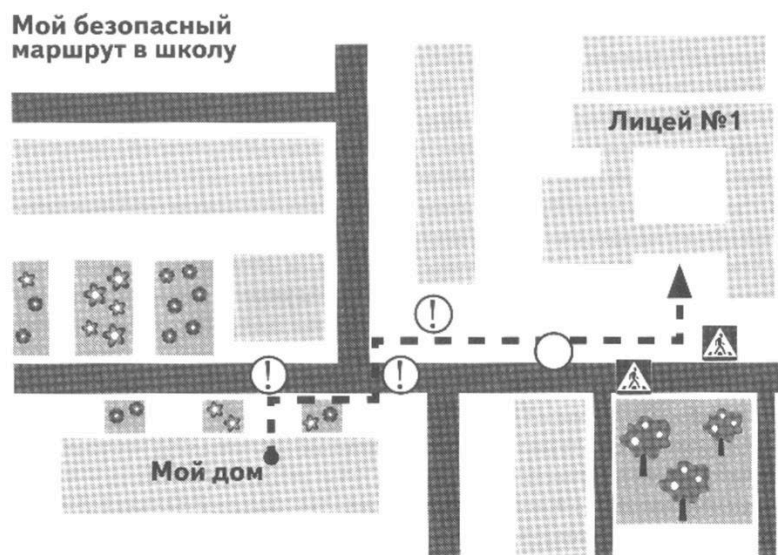 Мой безопасный
маршрут в школу
Лицей №1
!
!
!
Мой дом